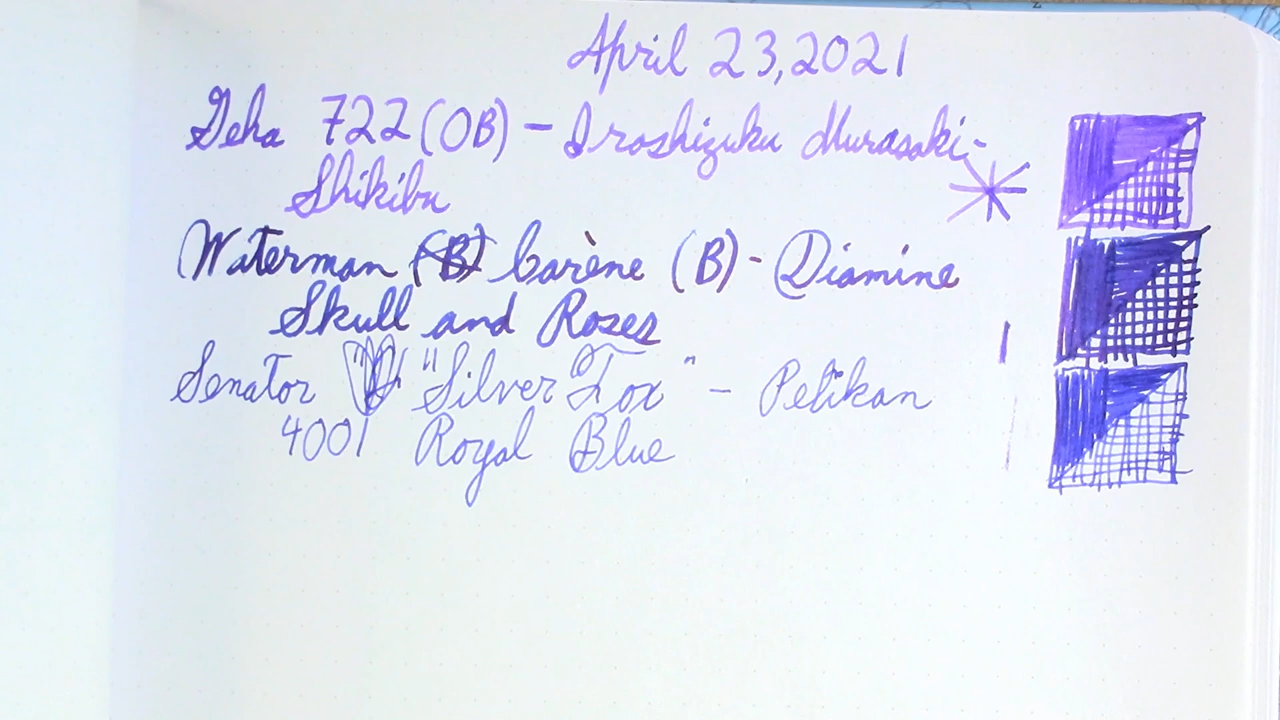 April 23, 2021
Geha 722 (OB) - Iroshizuku Murasaki-
Shikibu
Waterman (B) Carène (B) - Diamine
Skull and Roses
Senator "Silver Fox" - Pelikan
4001 Royal Blue